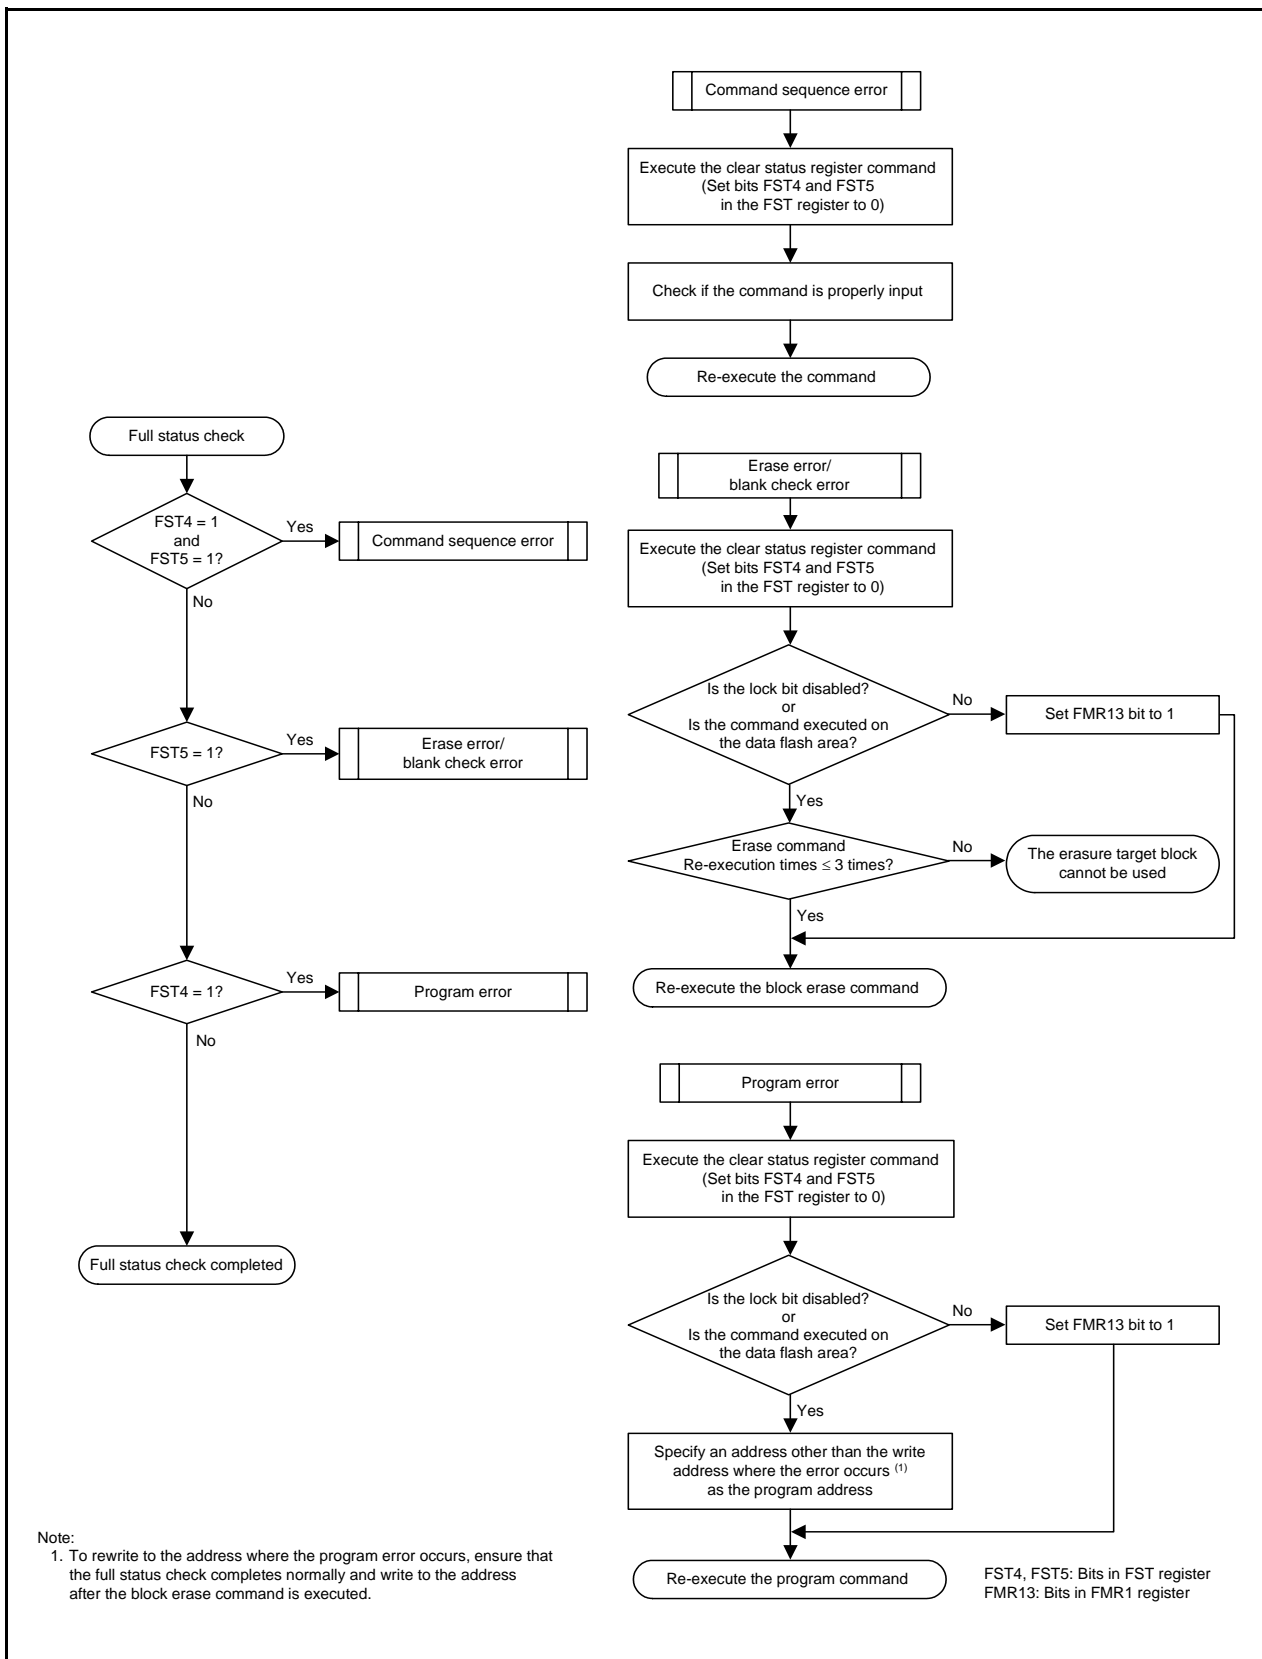 Command sequence error
Execute the clear status register command
(Set bits FST4 and FST5
in the FST register to 0)
Check if the command is properly input
Re-execute the command
Full status check
FST4 = 1
and
FST5 = 1?
Yes
Command sequence error
No
FST5 = 1?
Yes
Erase error/
blank check error
No
FST4 = 1?
Yes
Program error
No
Full status check completed
Erase error/
blank check error
Execute the clear status register command
(Set bits FST4 and FST5
in the FST register to 0)
Is the lock bit disabled?
or
Is the command executed on
the data flash area?
No
Set FMR13 bit to 1
Yes
Erase command
Re-execution times ≤ 3 times?
No
The erasure target block
cannot be used
Yes
Re-execute the block erase command
Program error
Execute the clear status register command
(Set bits FST4 and FST5
in the FST register to 0)
Is the lock bit disabled?
or
Is the command executed on
the data flash area?
No
Set FMR13 bit to 1
Yes
Specify an address other than the write
address where the error occurs (1)
as the program address
Re-execute the program command
Note:
1. To rewrite to the address where the program error occurs, ensure that
the full status check completes normally and write to the address
after the block erase command is executed.
FST4, FST5: Bits in FST register
FMR13: Bits in FMR1 register